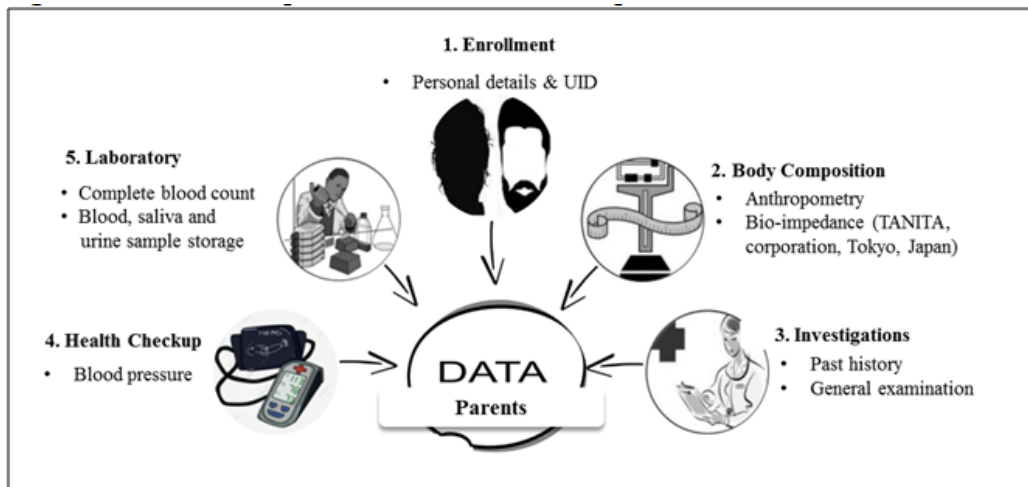 1. Enrollment
• Personal details & UID
5. Laboratory
• Complete blood count
• Blood, saliva and
urine sample storage
2. Body Composition
• Anthropometry
• Bio-impedance (TANITA,
corporation, Tokyo, Japan)
4. Health Checkup
• Blood pressure
3. Investigations
• Past history
• General examination
DATA
Parents